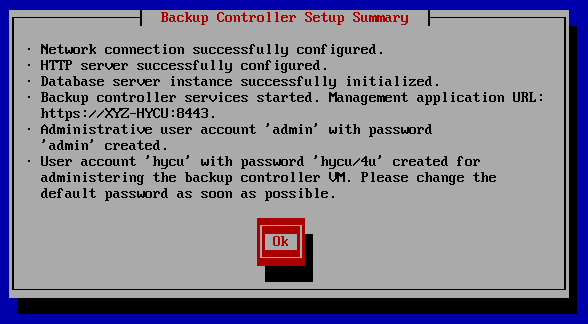 Backup Controller Setup Summary
· Network connection successfully configured.
· HTTP server successfully configured.
· Database server instance successfully initialized.
· Backup controller services started. Management application URL:
https://XYZ-HYCU:8443.
· Administrative user account 'admin' with password
'admin' created.
· User account 'hycu' with password 'hycu/4u' created for
administering the backup controller VM. Please change the
default password as soon as possible.
Ok